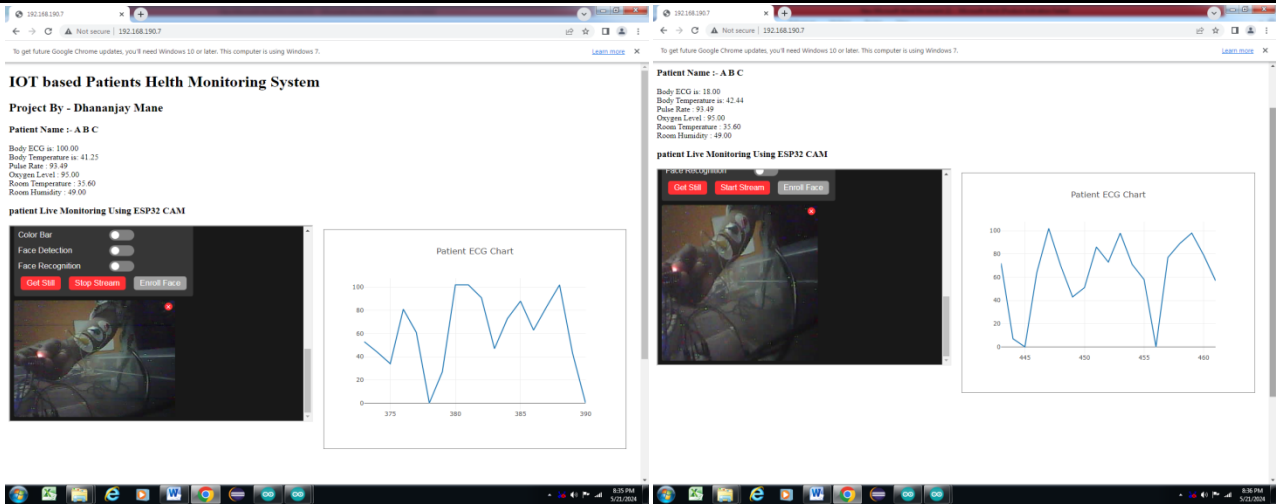 192.168.190.7
Not secure | 192.168.190.7
To get future Google Chrome updates, you'll need Windows 10 or later. This computer is using Windows 7.
Learn more
IOT based Patients Helth Monitoring System
Project By - Dhananjay Mane
Patient Name :- A B C
Body ECG is: 100.00
Body Temperature is: 41.25
Pulse Rate : 93.49
Oxygen Level : 95.00
Room Temperature : 35.60
Room Humidity : 49.00
patient Live Monitoring Using ESP32 CAM
Color Bar
Face Detection
Face Recognition
Get Still Stop Stream Enroll Face
Patient ECG Chart
100
80
60
40
20
0
375 380 385 390
8:35 PM
5/21/2024
192.168.190.7
Not secure | 192.168.190.7
To get future Google Chrome updates, you'll need Windows 10 or later. This computer is using Windows 7.
Learn more
Patient Name :- A B C
Body ECG is: 18.00
Body Temperature is: 42.44
Pulse Rate : 93.49
Oxygen Level : 95.00
Room Temperature : 35.60
Room Humidity : 49.00
patient Live Monitoring Using ESP32 CAM
Face Recognition
Get Still Start Stream Enroll Face
Patient ECG Chart
100
80
60
40
20
0
445 450 455 460
8:36 PM
5/21/2024